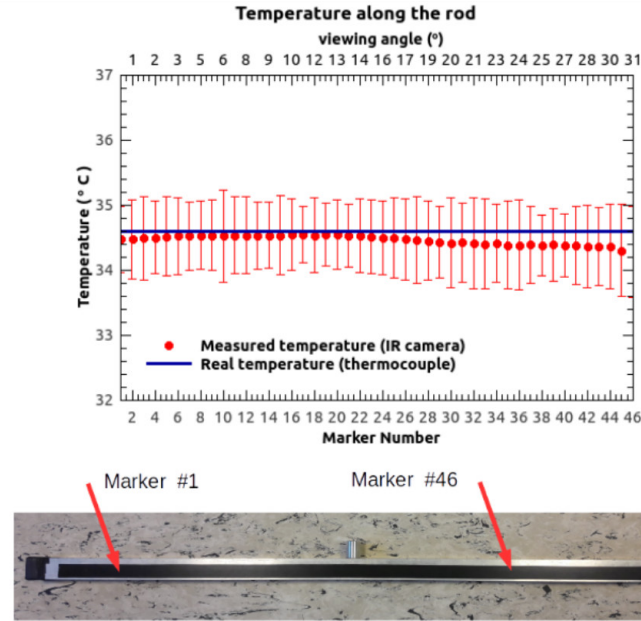 Temperature along the rod
viewing angle (º)
1 2 3 5 6 8 9 10 12 13 14 16 17 18 19 20 21 23 24 25 27 28 30 31
37
36
35
34
33
32
Temperature ( ° C )
Measured temperature (IR camera)
Real temperature (thermocouple)
2 4 6 8 10 12 14 16 18 20 22 24 26 28 30 32 34 36 38 40 42 44 46
Marker Number
Marker #1
Marker #46